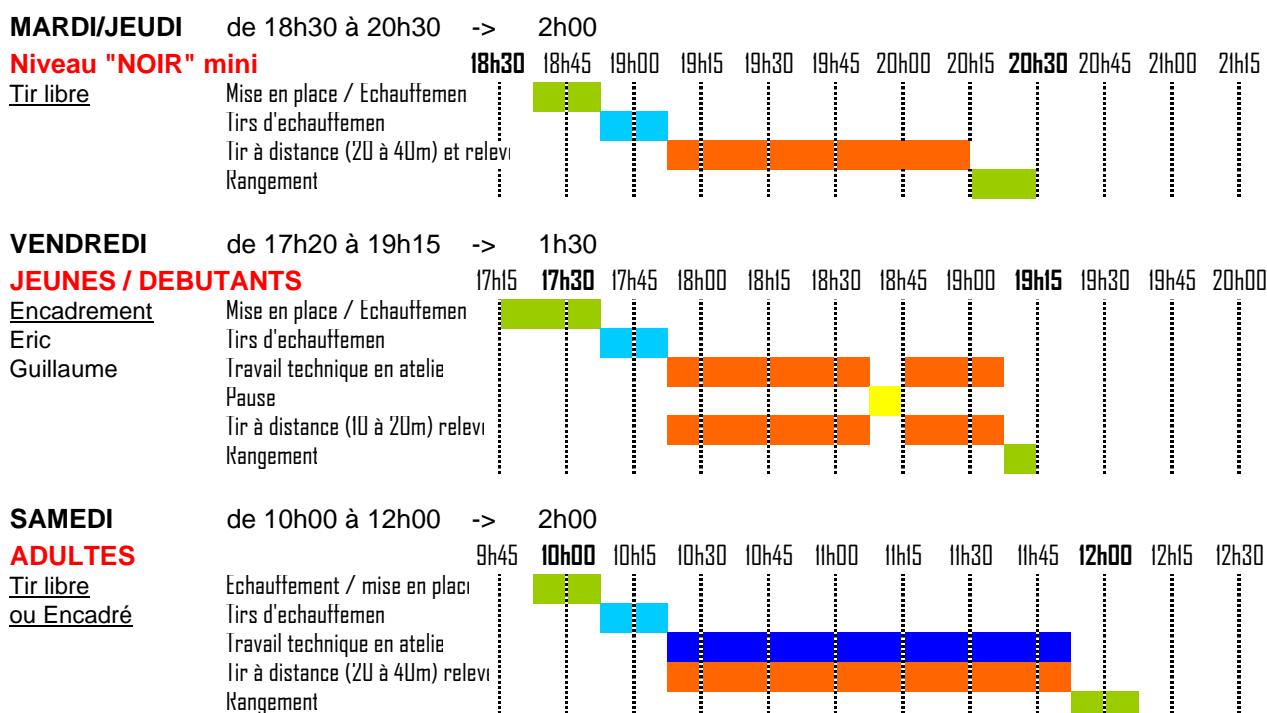 MARDI/JEUDI de 18h30 à 20h30 -> 2h00
Niveau "NOIR" mini 18h30 18h45 19h00 19h15 19h30 19h45 20h00 20h15 20h30 20h45 21h00 21h15
Tir libre Mise en place / Echauffemen
Tirs d'echauffemen
Tir à distance (20 à 40m) et relevé
Rangement
VENDREDI de 17h20 à 19h15 -> 1h30
JEUNES / DEBUTANTS 17h15 17h30 17h45 18h00 18h15 18h30 18h45 19h00 19h15 19h30 19h45 20h00
Encadrement Mise en place / Echauffemen
Eric Tirs d'echauffemen
Guillaume Travail technique en atelie
Pause
Tir à distance (10 à 20m) relevé
Rangement
SAMEDI de 10h00 à 12h00 -> 2h00
ADULTES 9h45 10h00 10h15 10h30 10h45 11h00 11h15 11h30 11h45 12h00 12h15 12h30
Tir libre Echauffement / mise en place
ou Encadré Tirs d'echauffemen
Travail technique en atelie
Tir à distance (20 à 40m) relevé
Rangement